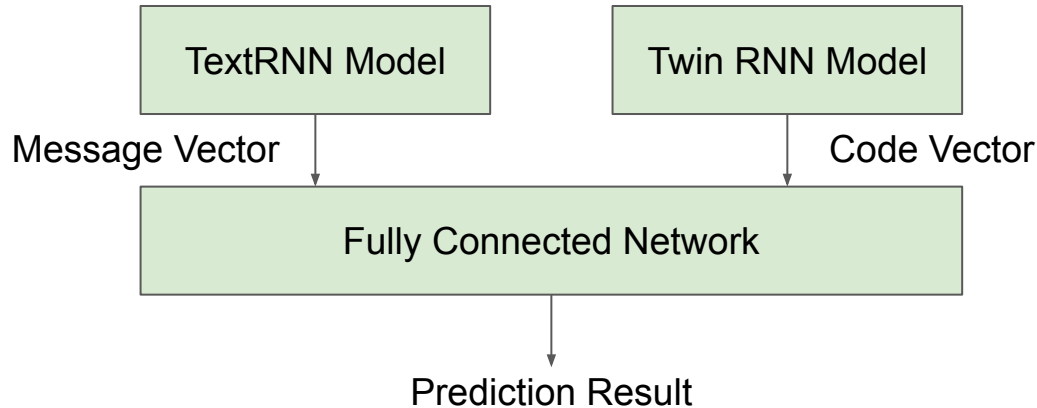 TextRNN Model
Twin RNN Model
Message Vector
Code Vector
Fully Connected Network
Prediction Result